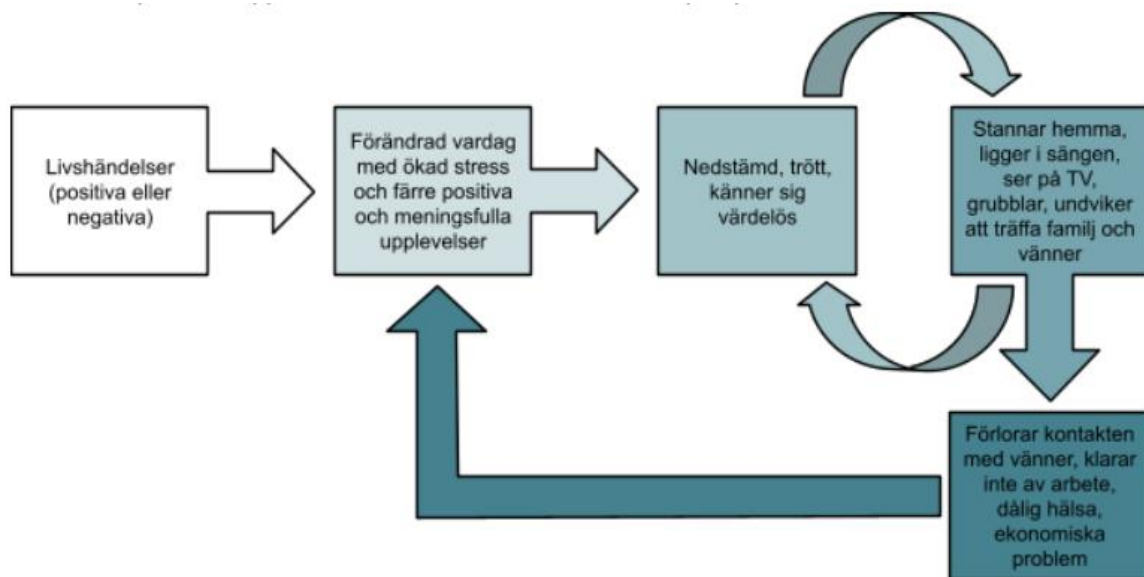 Livshändelser
(positiva eller
negativa)
Förändrad vardag
med ökad stress
och färre positiva
och meningsfulla
upplevelser
Nedstämd, trött,
känner sig
värdelös
Stannar hemma,
ligger i sängen,
ser på TV,
grubblar, undviker
att träffa familj och
vänner
Förlorar kontakten
med vänner, klarar
inte av arbete,
dålig hälsa,
ekonomiska
problem